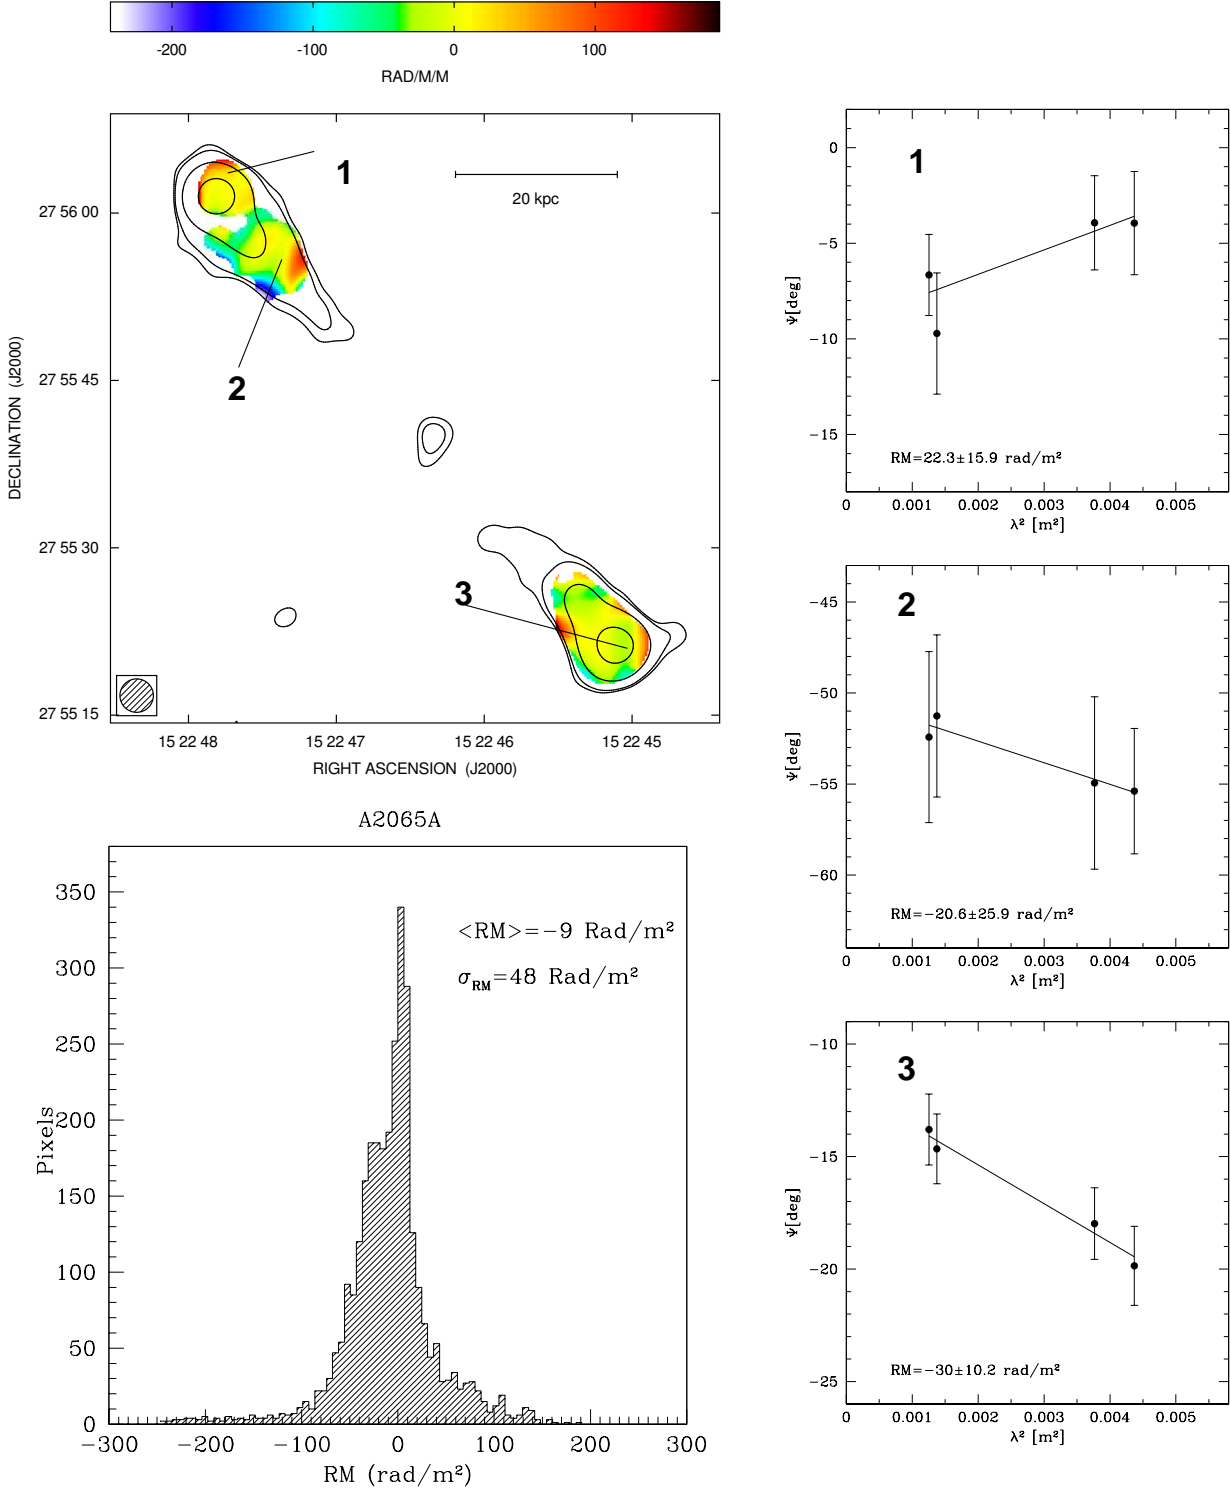 -200 -100 0 100
RAD/M/M
1
20 kpc
2
3
27 56 00
27 55 45
27 55 30
27 55 15
DECLINATION (J2000)
15 22 48 15 22 47 15 22 46 15 22 45
RIGHT ASCENSION (J2000)
A2065A
<RM>=−9 Rad/m²
σRM=48 Rad/m²
350
300
250
200
150
100
50
0
Pixels
−300 −200 −100 0 100 200 300
RM (rad/m²)
1
0
−5
−10
−15
Ψ[deg]
RM=22.3±15.9 rad/m²
0 0.001 0.002 0.003 0.004 0.005
λ² [m²]
2
−45
−50
−55
−60
Ψ[deg]
RM=−20.6±25.9 rad/m²
0 0.001 0.002 0.003 0.004 0.005
λ² [m²]
3
−10
−15
−20
−25
Ψ[deg]
RM=−30±10.2 rad/m²
0 0.001 0.002 0.003 0.004 0.005
λ² [m²]